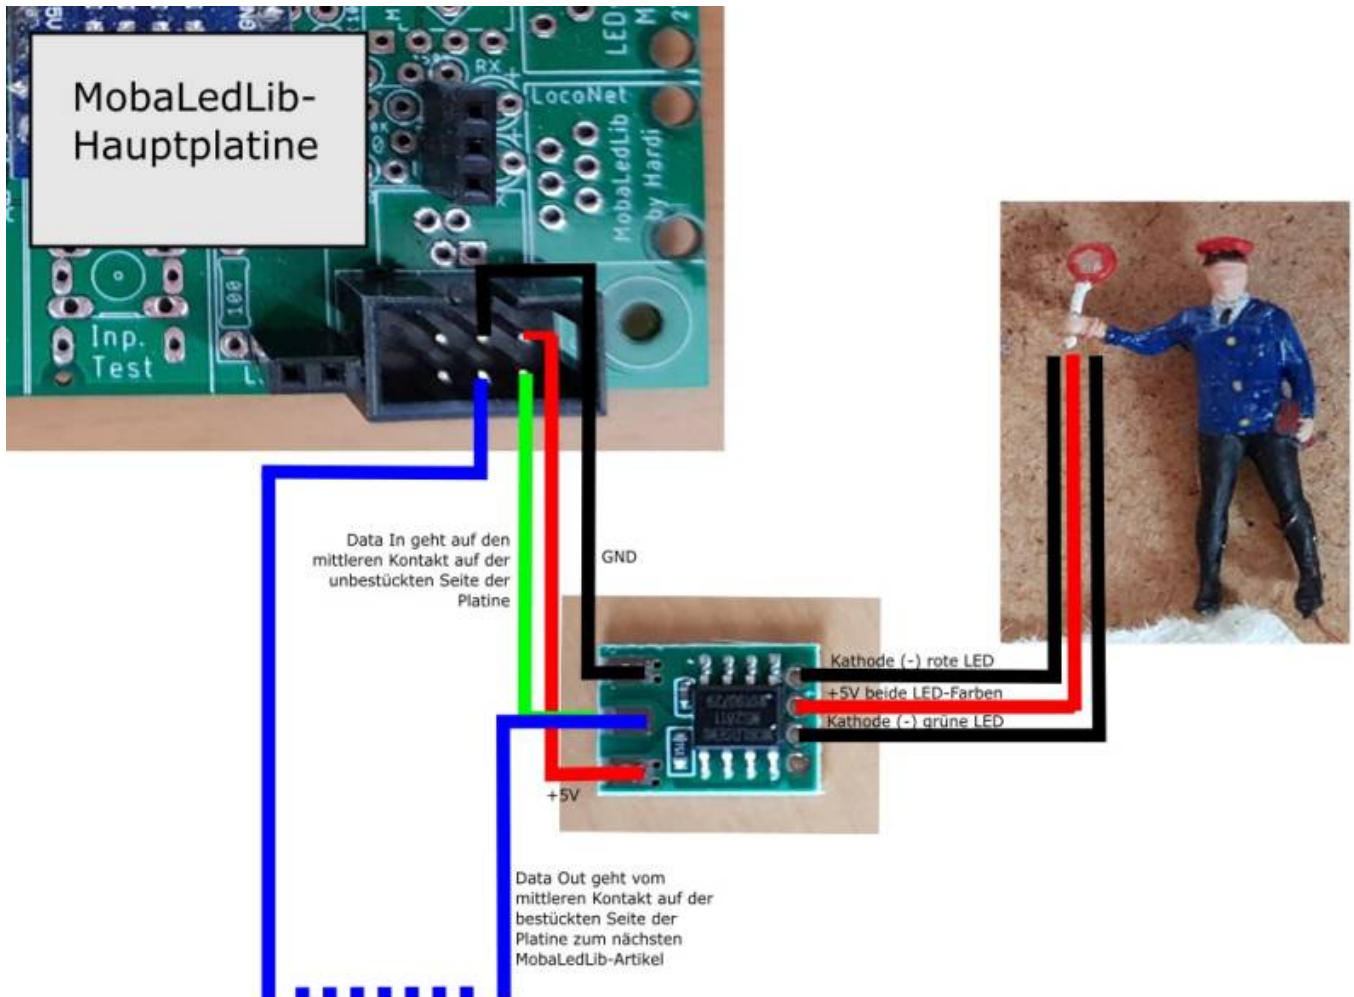 MobaLedLib-
Hauptplatine
RX
LED
LocoNet
MobaLedLib
by Hardi
100
Inp.
Test
Data In geht auf den
mittleren Kontakt auf der
unbestückten Seite der
Platine
GND
Kathode (-) rote LED
+5V beide LED-Farben
Kathode (-) grüne LED
+5V
Data Out geht vom
mittleren Kontakt auf der
bestückten Seite der
Platine zum nächsten
MobaLedLib-Artikel